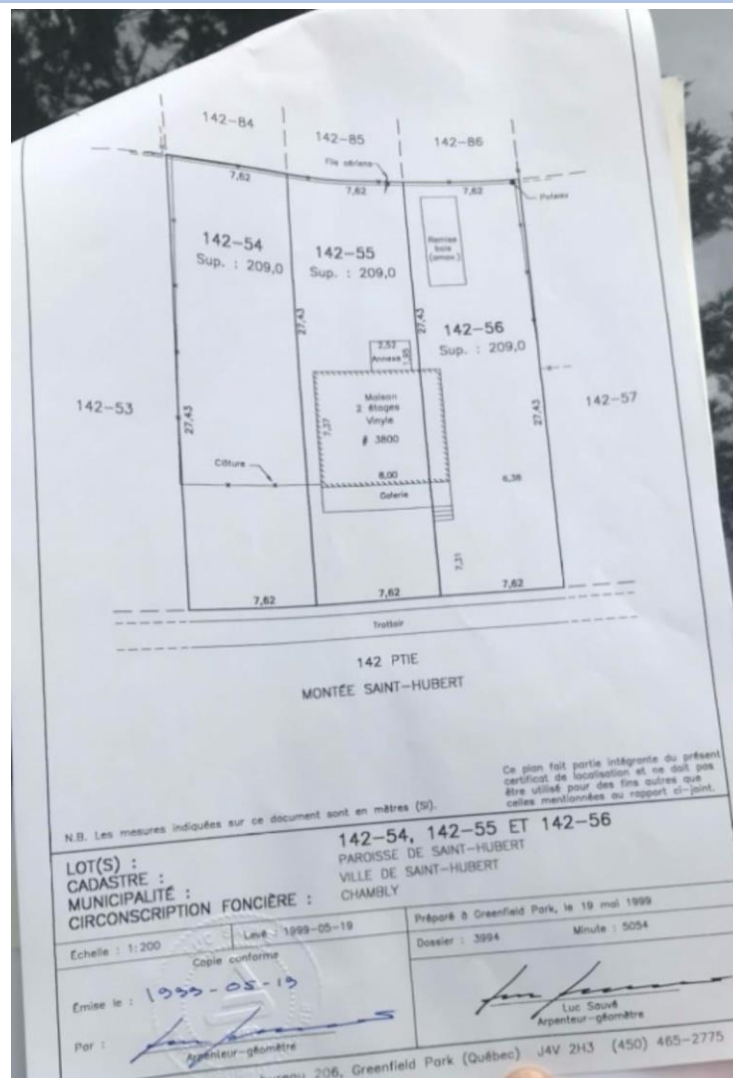 142-84
142-85
142-86
Fils aériens
7,62
7,62
7,62
Poteau
142-54
Sup. : 209,0
142-55
Sup. : 209,0
Remise
bois
(amov.)
27,43
27,43
142-56
Sup. : 209,0
2,52
Annexe
1,95
142-53
27,43
Maison
2 étages
Vinyle
# 3800
7,37
8,00
Galerie
27,43
142-57
Clôture
6,38
7,31
7,62
7,62
7,62
Trottoir
142 PTIE
MONTÉE SAINT-HUBERT
Ce plan fait partie intégrante du présent
certificat de localisation et ne doit pas
être utilisé pour des fins autres que
celles mentionnées au rapport ci-joint.
N.B. Les mesures indiquées sur ce document sont en mètres (SI).
LOT(S) : 142-54, 142-55 ET 142-56
CADASTRE : PAROISSE DE SAINT-HUBERT
MUNICIPALITÉ : VILLE DE SAINT-HUBERT
CIRCONSCRIPTION FONCIÈRE : CHAMBLY
Échelle : 1:200
Levé : 1999-05-19
Préparé à Greenfield Park, le 19 mai 1999
Copie conforme
Dossier : 3994
Minute : 5054
Émise le : 1999-05-19
Par :
Arpenteur-géomètre
Luc Sauvé
Arpenteur-géomètre
206, Greenfield Park (Québec) J4V 2H3 (450) 465-2775